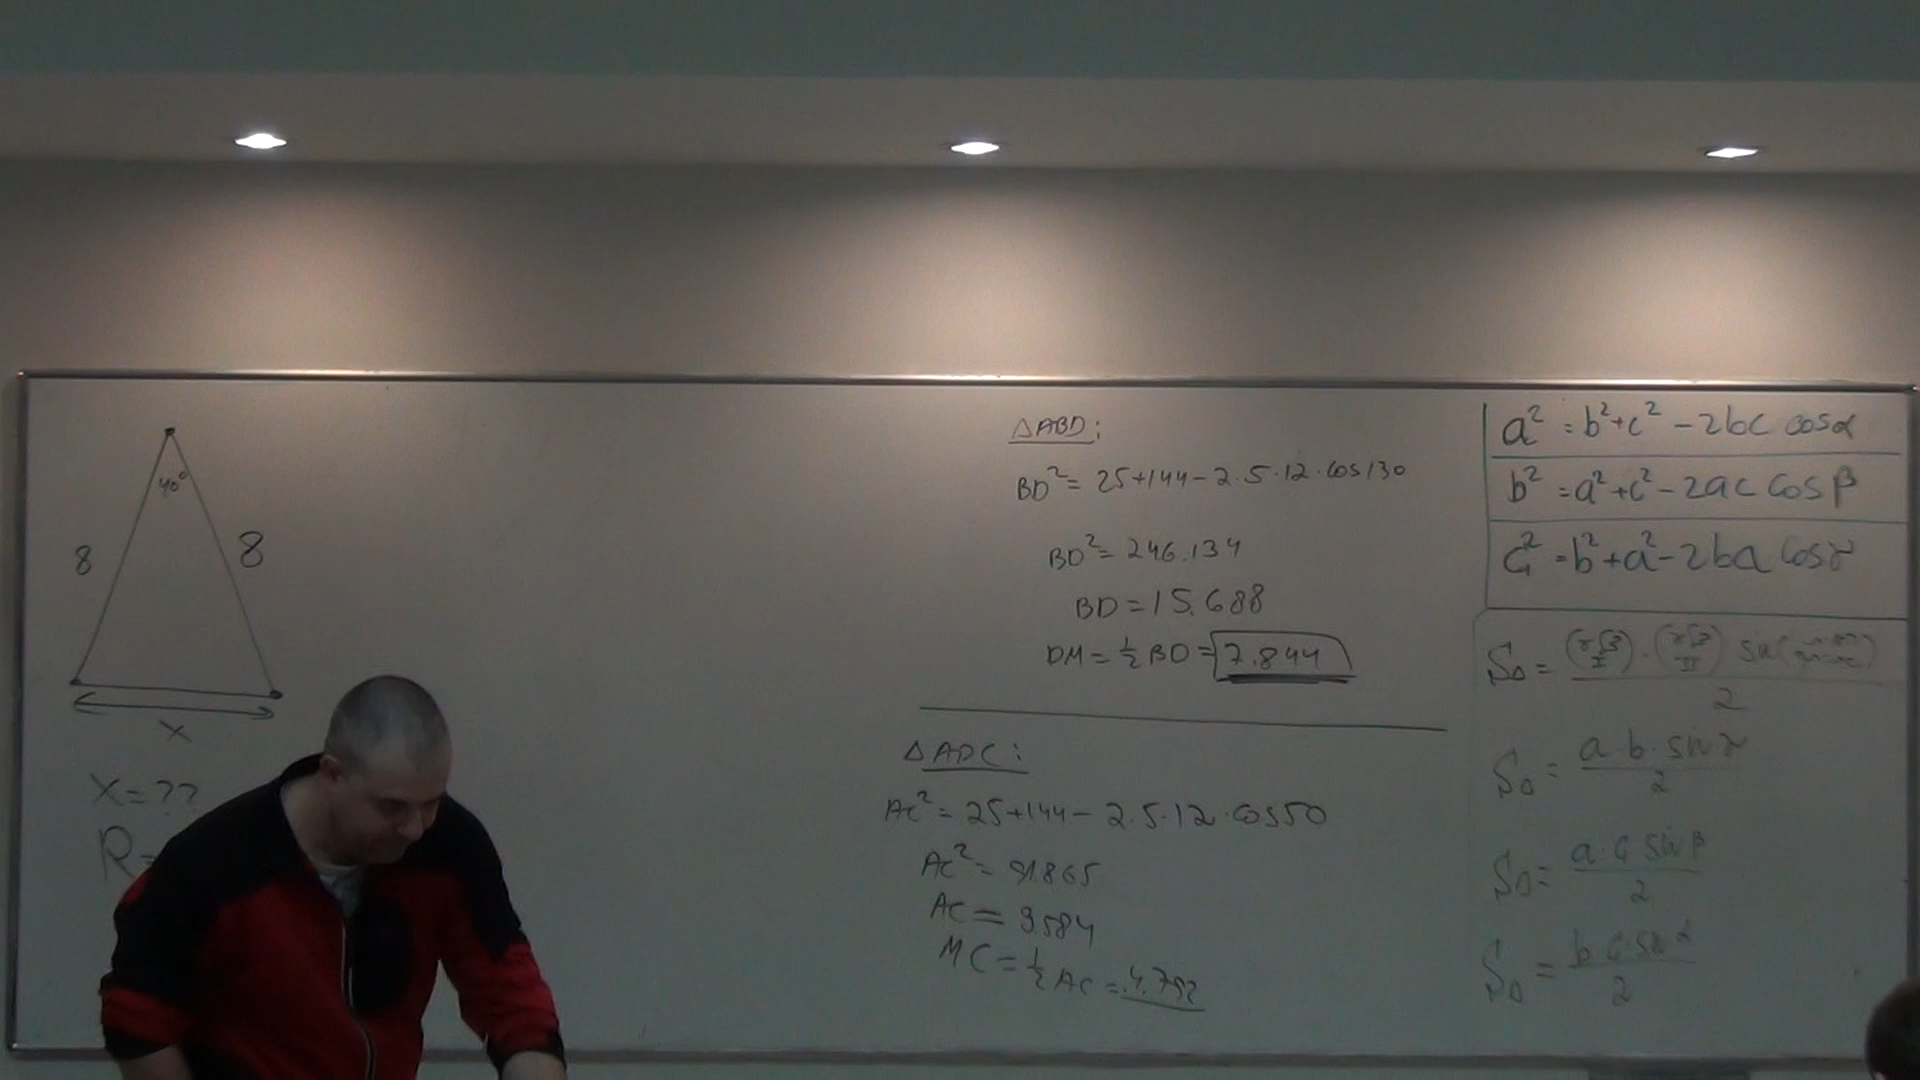 40°
8
8
x
x=??
R=
△ABD:
BD²= 25+144-2.5.12.cos130
BD²= 246.134
BD=15.688
DM=½BD=7.844
△ADC:
AC²=25+144-2.5.12.cos50
AC²=91.865
AC=9.584
MC=½AC=4.792
a²=b²+c²-2bc cosα
b²=a²+c²-2ac cosβ
c²=b²+a²-2ba cosγ
S△=
2
S△= a.b.sinγ
2
S△= a.c sinβ
2
S△= b.c.sinα
2